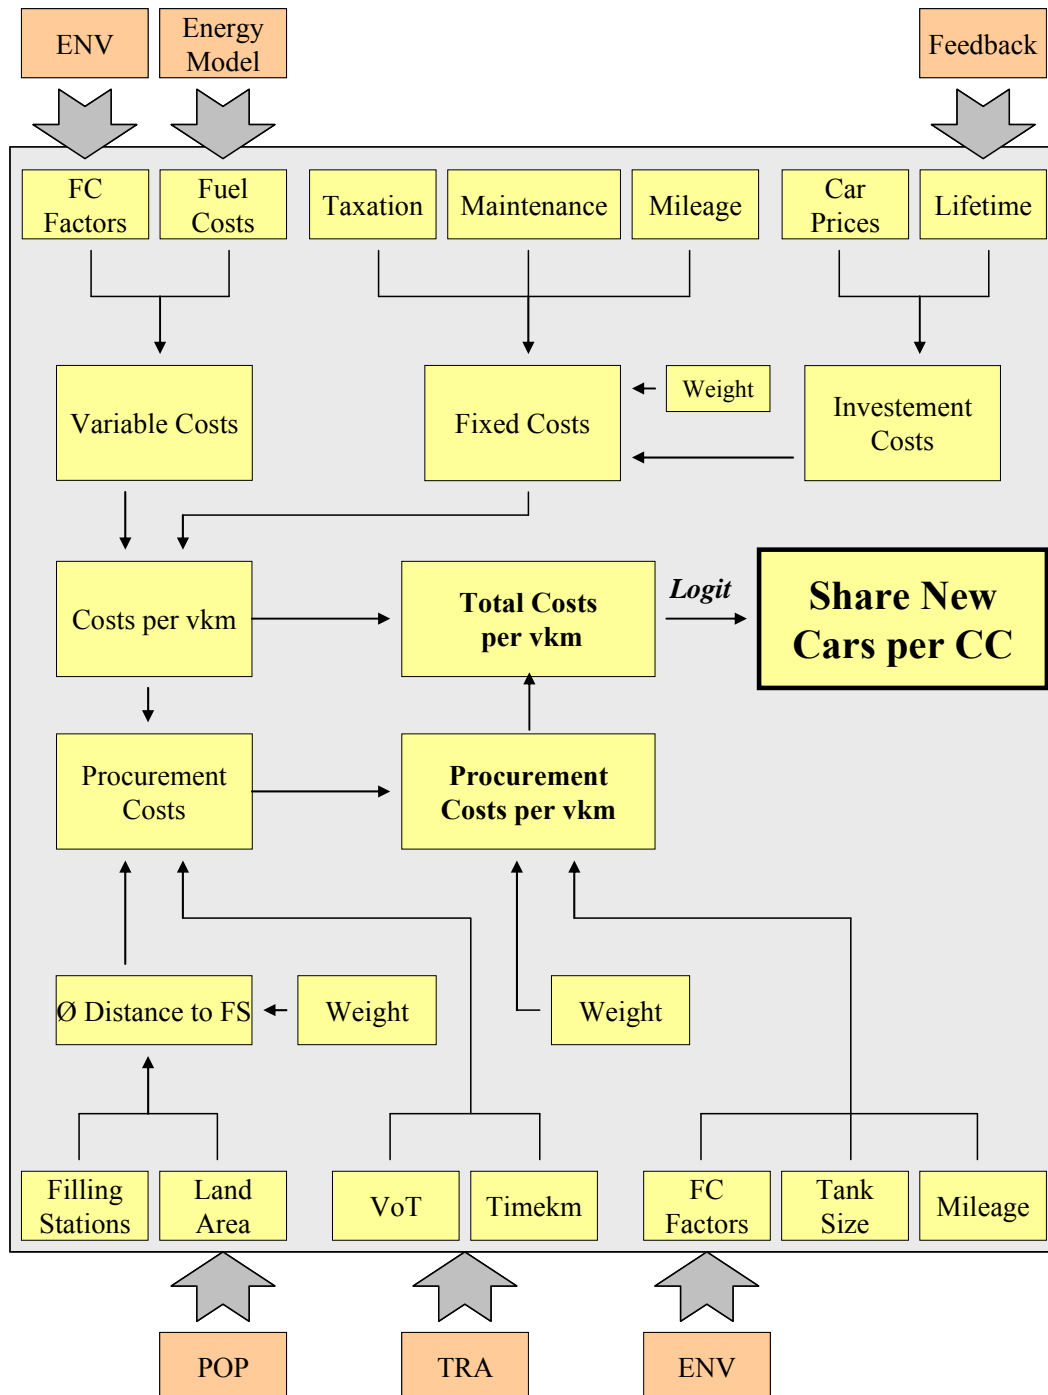 ENV
Energy
Model
Feedback
FC
Factors
Fuel
Costs
Taxation
Maintenance
Mileage
Car
Prices
Lifetime
Variable Costs
Fixed Costs
Weight
Investement
Costs
Costs per vkm
Total Costs
per vkm
Logit
Share New
Cars per CC
Procurement
Costs
Procurement
Costs per vkm
Ø Distance to FS
Weight
Weight
Filling
Stations
Land
Area
VoT
Timekm
FC
Factors
Tank
Size
Mileage
POP
TRA
ENV